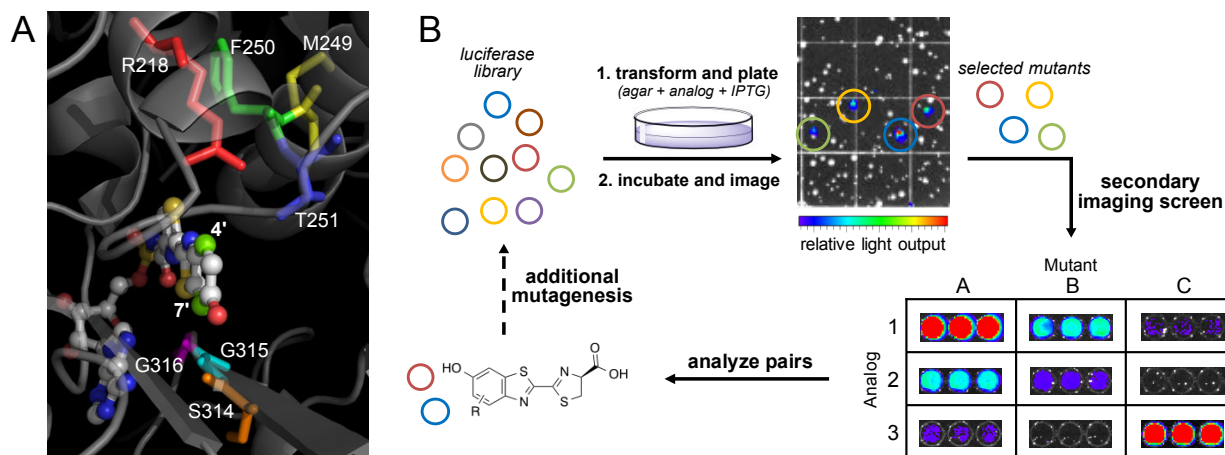 A
R218
F250
M249
T251
4'
7'
G316
G315
S314
B
luciferase
library
1. transform and plate
(agar + analog + IPTG)
2. incubate and image
relative light output
selected mutants
secondary
imaging screen
Mutant
A B C
Analog
1
2
3
analyze pairs
additional
mutagenesis
HO
S
N
R
N
S
O
OH